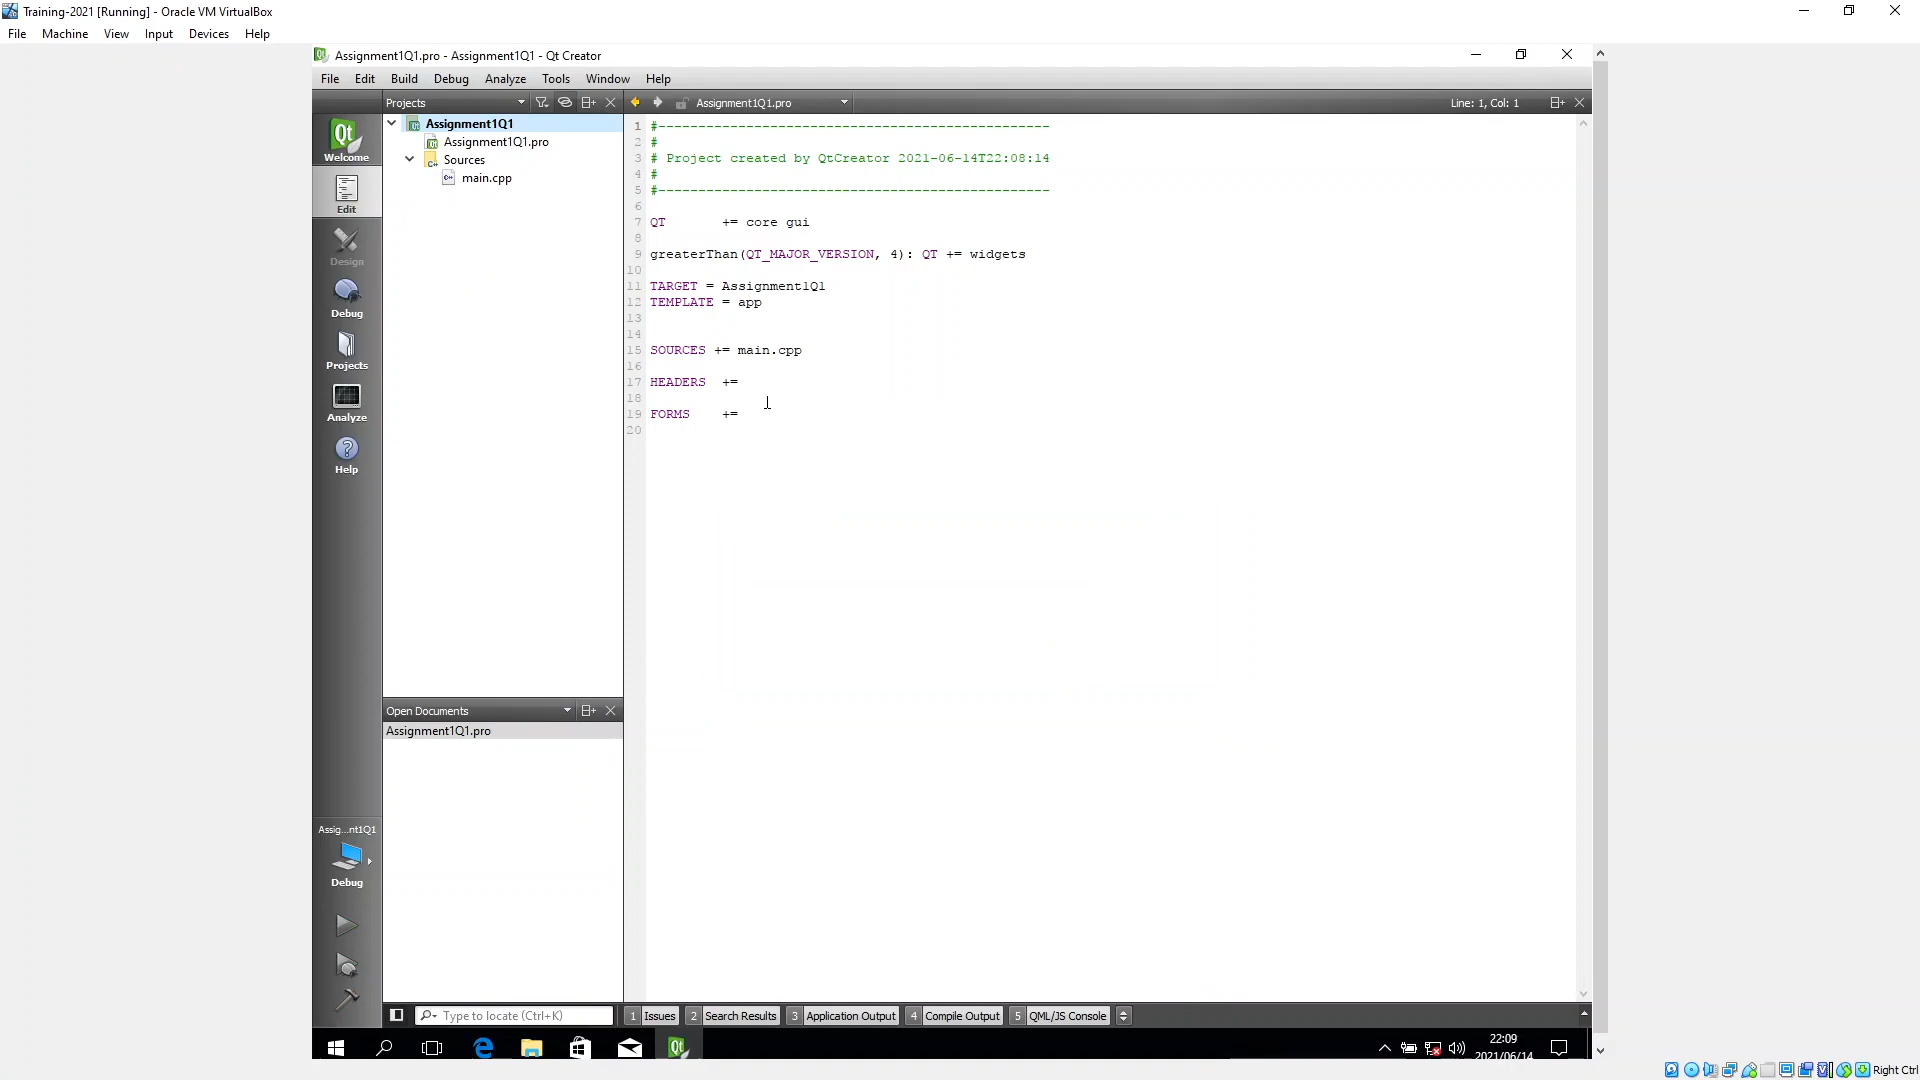 Training-2021 [Running] - Oracle VM VirtualBox
File Machine View Input Devices Help
Assignment1Q1.pro - Assignment1Q1 - Qt Creator
File Edit Build Debug Analyze Tools Window Help
Projects
Assignment1Q1.pro
Line: 1, Col: 1
Qt
Welcome
Edit
Design
Debug
Projects
Analyze
Help
Assignment1Q1
Assignment1Q1.pro
Sources
main.cpp
1 #-------------------------------------------------
2 #
3 # Project created by QtCreator 2021-06-14T22:08:14
4 #
5 #-------------------------------------------------
6
7 QT       += core gui
8
9 greaterThan(QT_MAJOR_VERSION, 4): QT += widgets
10
11 TARGET = Assignment1Q1
12 TEMPLATE = app
13
14
15 SOURCES += main.cpp
16
17 HEADERS  +=
18
19 FORMS    +=
20
Open Documents
Assignment1Q1.pro
Assig...nt1Q1
Debug
Type to locate (Ctrl+K)
1 Issues
2 Search Results
3 Application Output
4 Compile Output
5 QML/JS Console
22:09
2021/06/14
Right Ctrl